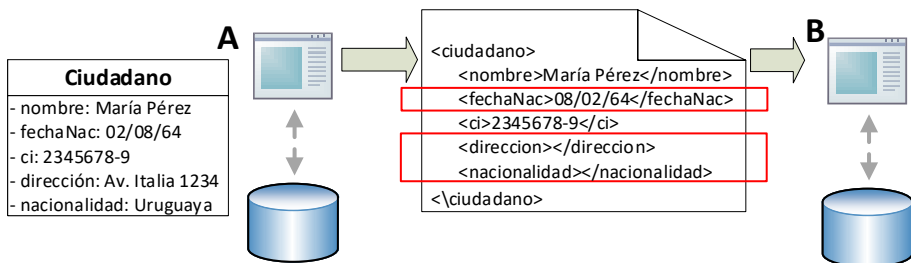 Ciudadano
- nombre: María Pérez
- fechaNac: 02/08/64
- ci: 2345678-9
- dirección: Av. Italia 1234
- nacionalidad: Uruguaya
A
<ciudadano>
<nombre>María Pérez</nombre>
<fechaNac>08/02/64</fechaNac>
<ci>2345678-9</ci>
<direccion></direccion>
<nacionalidad></nacionalidad>
<\ciudadano>
B